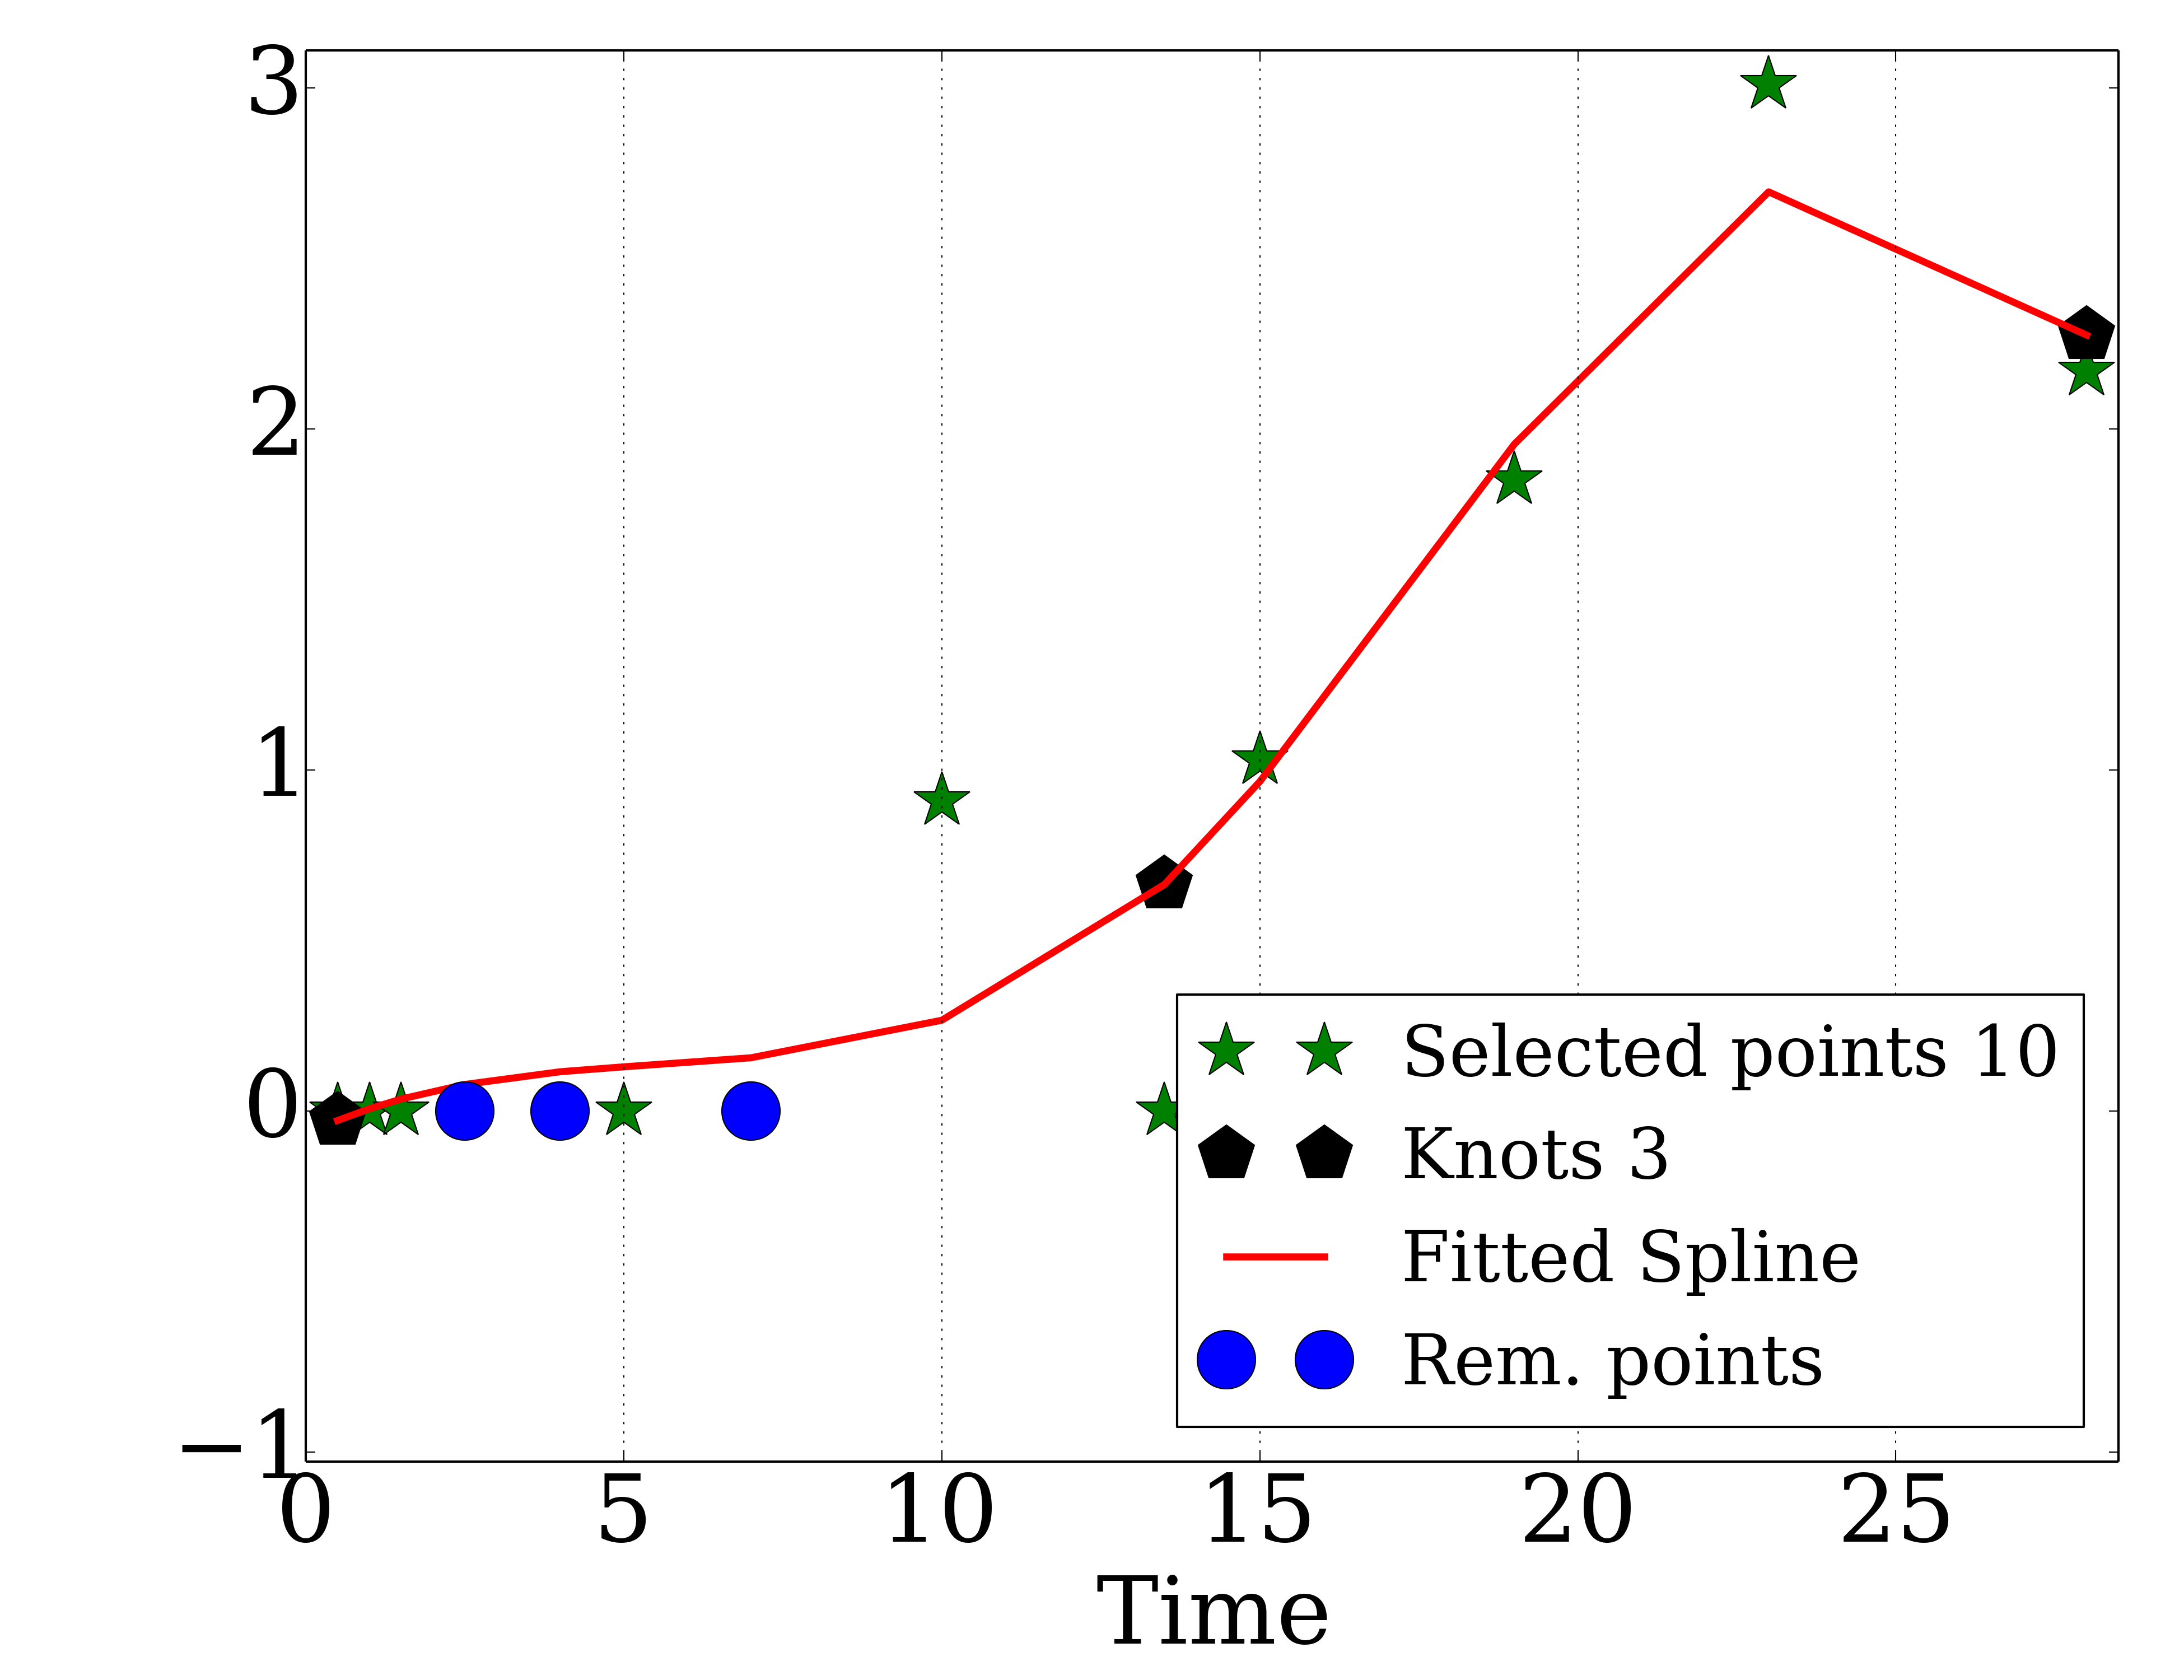 3
2
1
0
−1
Selected points 10
Knots 3
Fitted Spline
Rem. points
0 5 10 15 20 25
Time